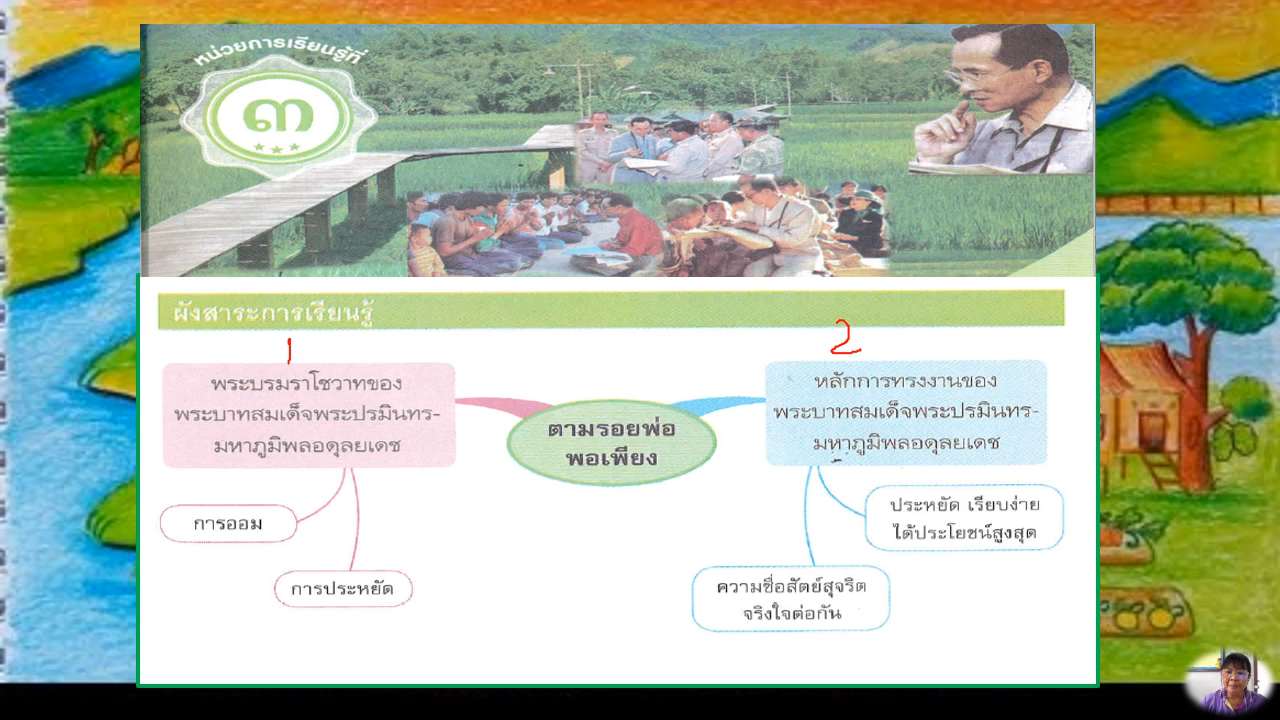 หน่วยการเรียนรู้ที่
๓
ผังสาระการเรียนรู้
1
2
พระบรมราโชวาทของ
พระบาทสมเด็จพระปรมินทร-
มหาภูมิพลอดุลยเดช
หลักการทรงงานของ
พระบาทสมเด็จพระปรมินทร-
มหาภูมิพลอดุลยเดช
ตามรอยพ่อ
พอเพียง
การออม
การประหยัด
ประหยัด เรียบง่าย
ได้ประโยชน์สูงสุด
ความซื่อสัตย์สุจริต
จริงใจต่อกัน